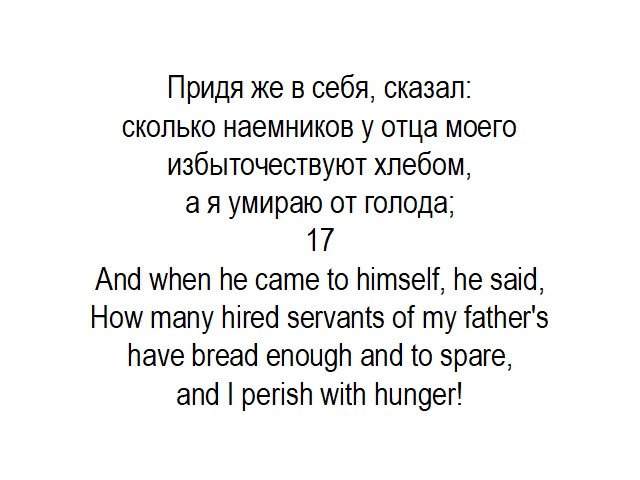 Придя же в себя, сказал:
сколько наемников у отца моего
избыточествуют хлебом,
а я умираю от голода;
17
And when he came to himself, he said,
How many hired servants of my father's
have bread enough and to spare,
and I perish with hunger!